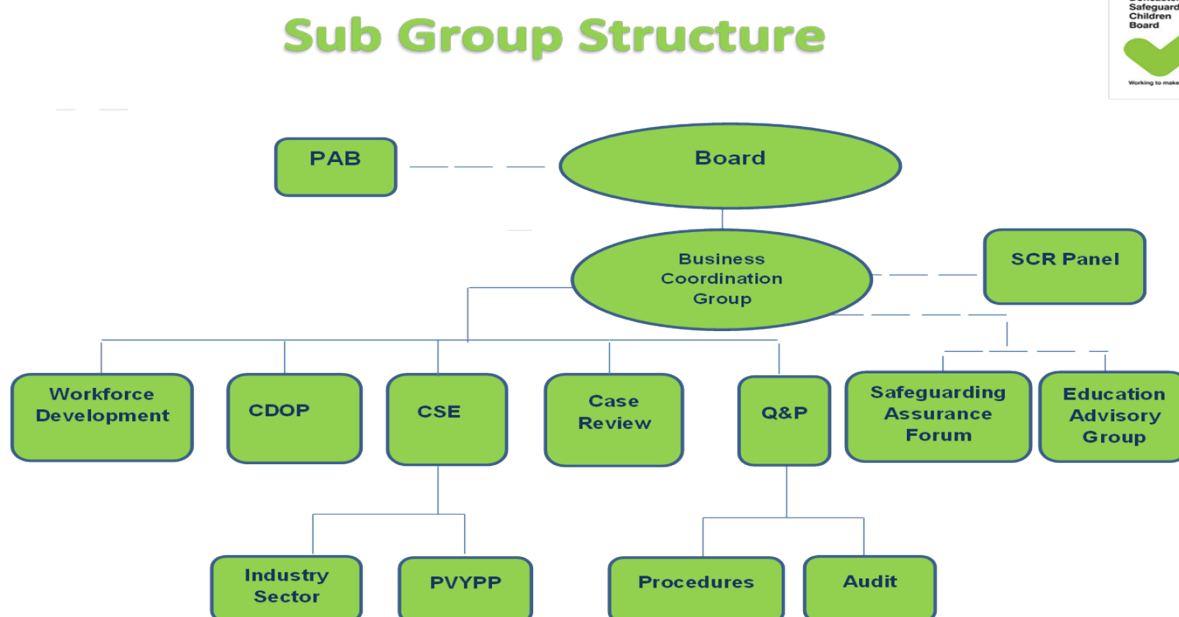 Sub Group Structure
Safeguard
Children
Board
Working to make
PAB
Board
Business
Coordination
Group
SCR Panel
Workforce
Development
CDOP
CSE
Case
Review
Q&P
Safeguarding
Assurance
Forum
Education
Advisory
Group
Industry
Sector
PVYPP
Procedures
Audit